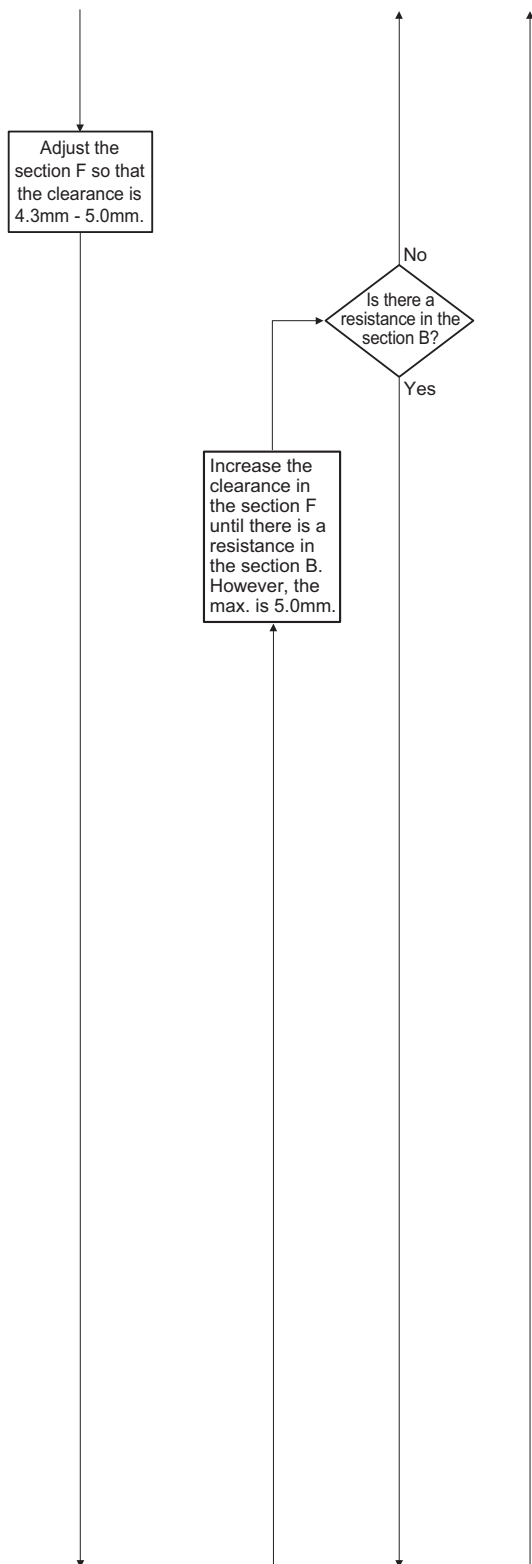 Adjust the
section F so that
the clearance is
4.3mm - 5.0mm.
No
Is there a
resistance in the
section B?
Yes
Increase the
clearance in
the section F
until there is a
resistance in
the section B.
However, the
max. is 5.0mm.